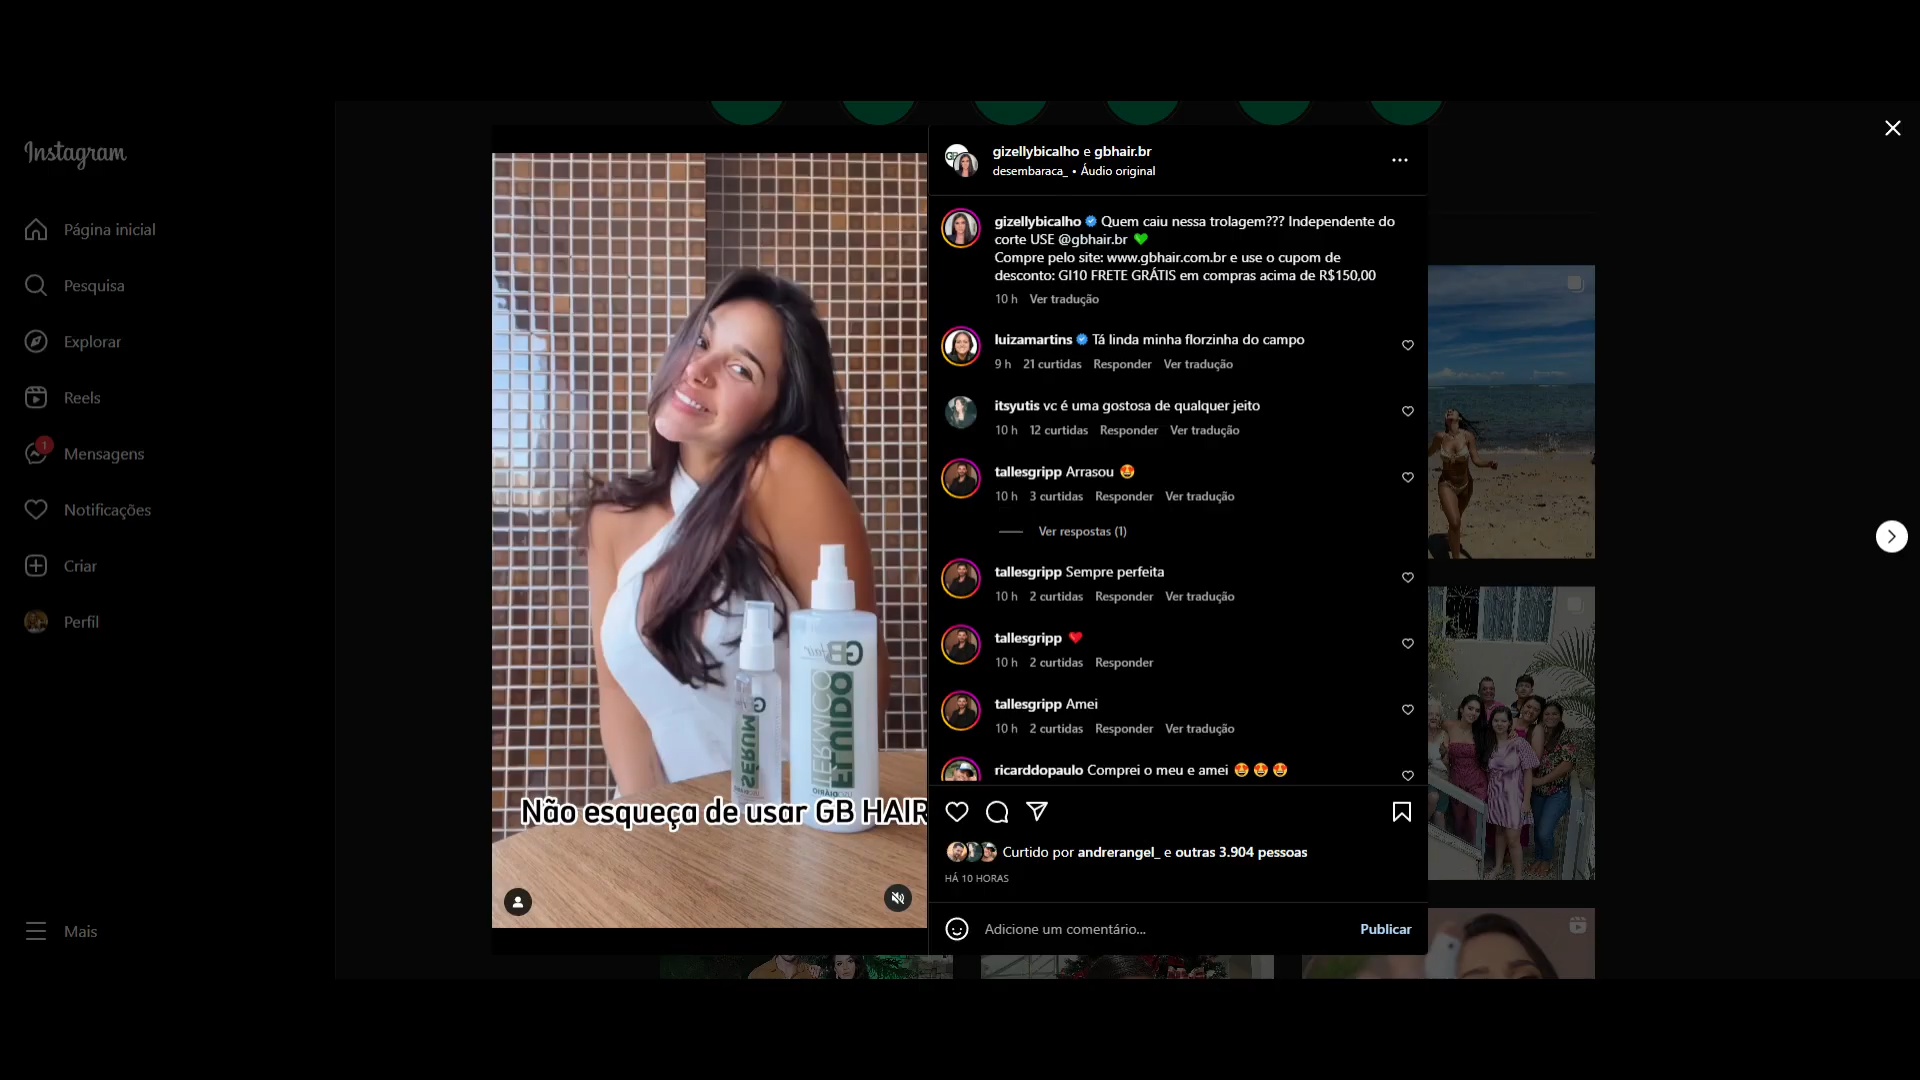 Instagram
Página inicial
Pesquisa
Explorar
Reels
1
Mensagens
Notificações
Criar
Perfil
Mais
GB Hair
SÉRUM
GB Hair
FLUIDO
TÉRMICO
USO DIÁRIO
Não esqueça de usar GB HAIR
gizellybicalho e gbhair.br
desembaraca_ • Áudio original
gizellybicalho Quem caiu nessa trolagem??? Independente do
corte USE @gbhair.br 💚
Compre pelo site: www.gbhair.com.br e use o cupom de
desconto: GI10 FRETE GRÁTIS em compras acima de R$150,00
10 h Ver tradução
luizamartins Tá linda minha florzinha do campo
9 h 21 curtidas Responder Ver tradução
itsyutis vc é uma gostosa de qualquer jeito
10 h 12 curtidas Responder Ver tradução
tallesgripp Arrasou 🤩
10 h 3 curtidas Responder Ver tradução
Ver respostas (1)
tallesgripp Sempre perfeita
10 h 2 curtidas Responder Ver tradução
tallesgripp ❤️
10 h 2 curtidas Responder
tallesgripp Amei
10 h 2 curtidas Responder Ver tradução
ricarddopaulo Comprei o meu e amei 🤩🤩🤩
Curtido por andrerangel_ e outras 3.904 pessoas
HÁ 10 HORAS
Adicione um comentário...
Publicar